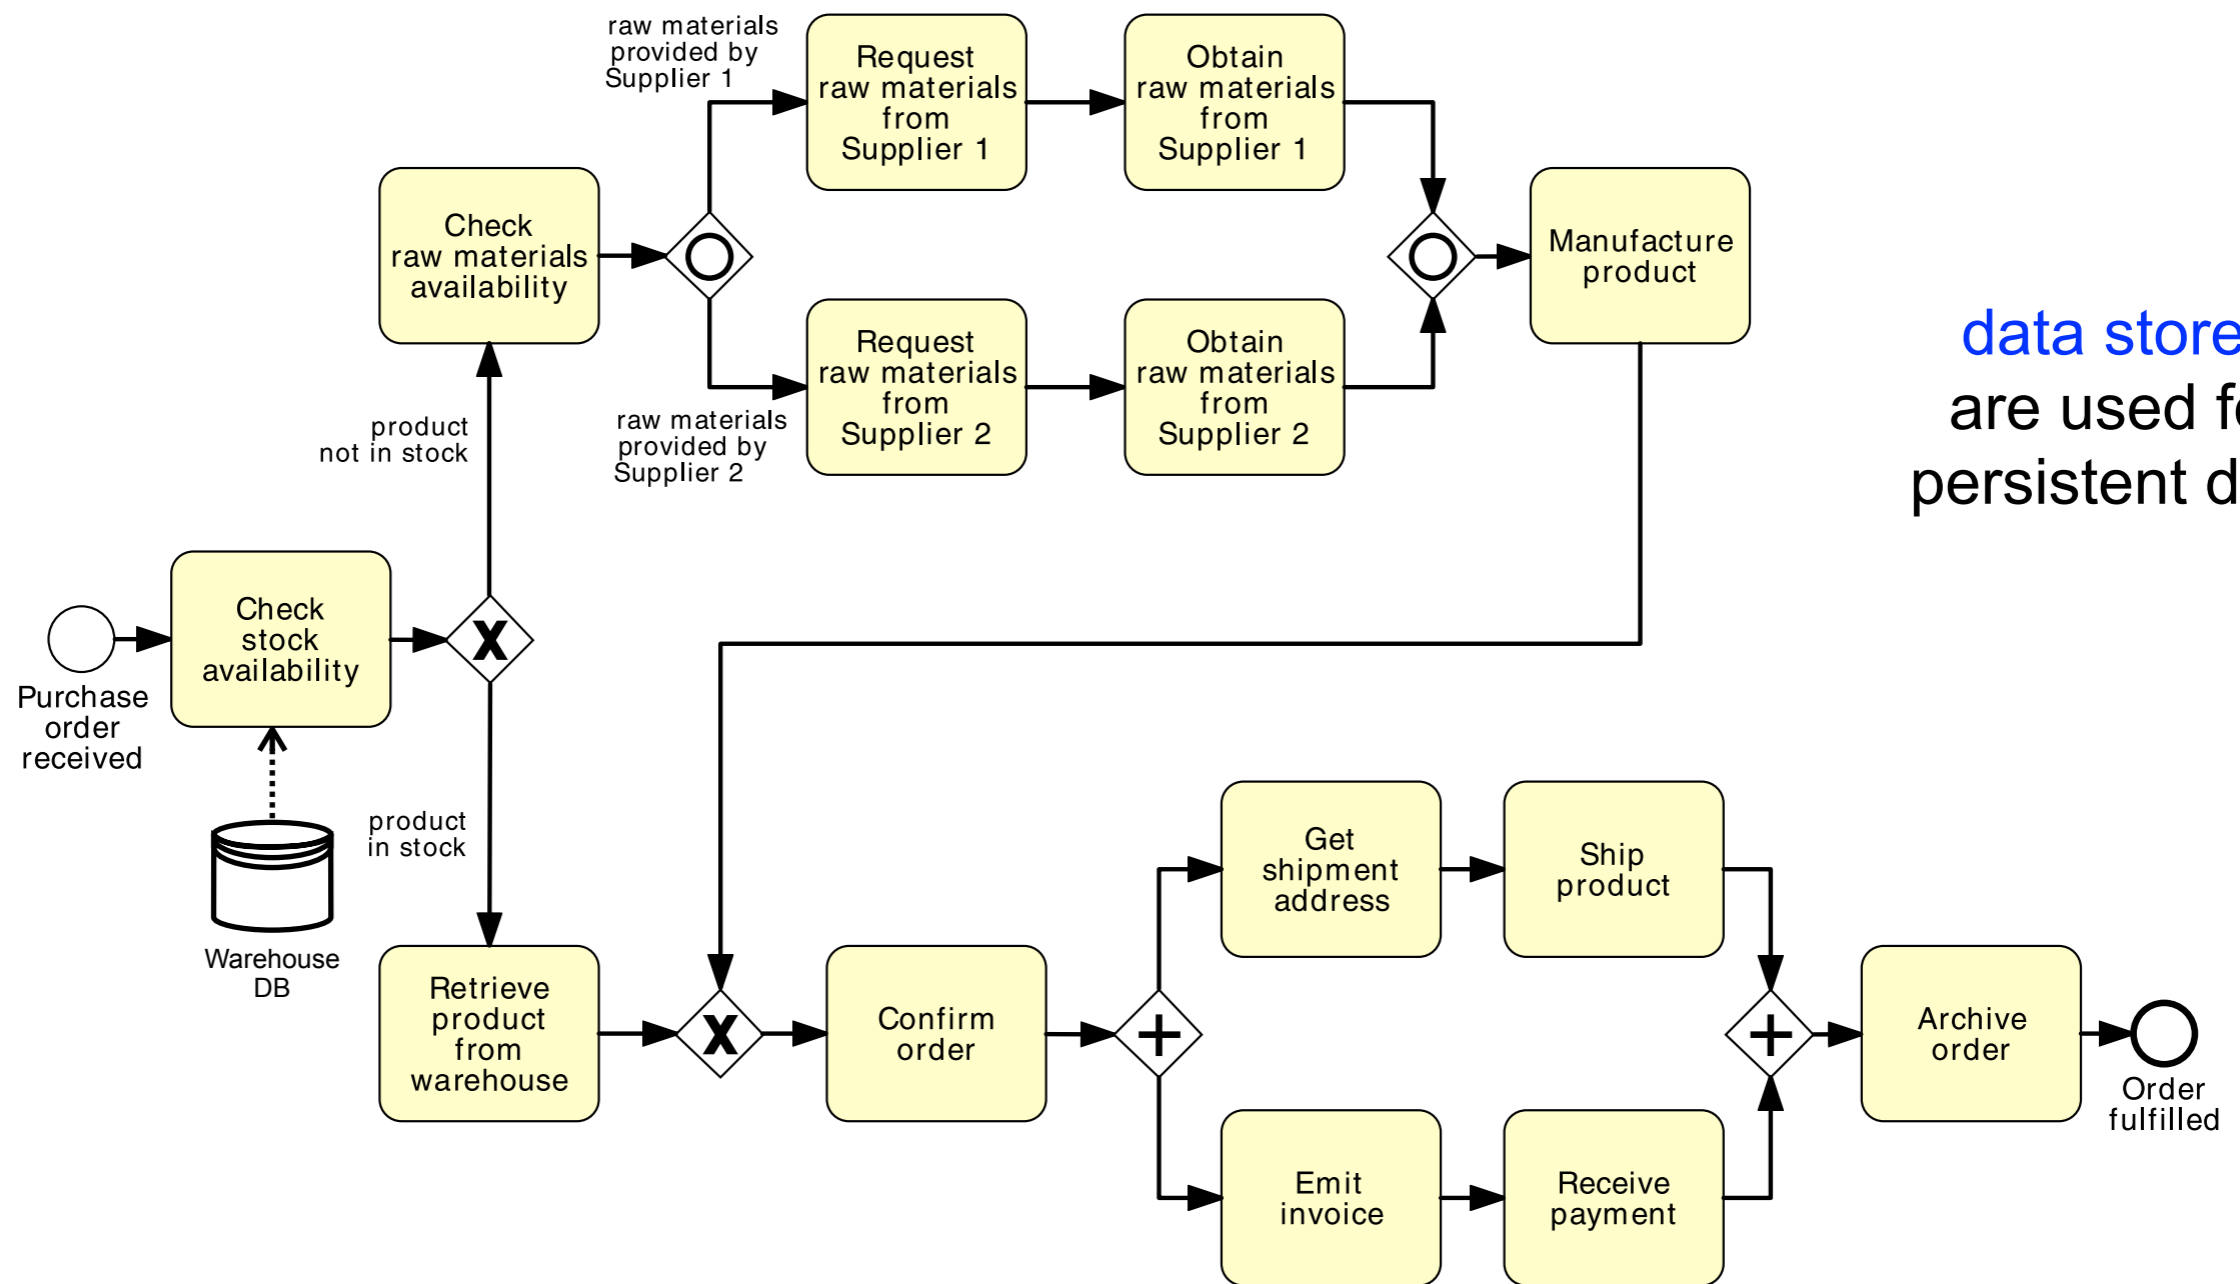 raw materials
provided by
Supplier 1
Request
raw materials
from
Supplier 1
Obtain
raw materials
from
Supplier 1
Check
raw materials
availability
Manufacture
product
raw materials
provided by
Supplier 2
Request
raw materials
from
Supplier 2
Obtain
raw materials
from
Supplier 2
data store
are used
persistent
product
not in stock
Check
stock
availability
X
Purchase
order
received
product
in stock
Warehouse
DB
Retrieve
product
from
warehouse
X
Confirm
order
Get
shipment
address
Ship
product
+
+
Emit
invoice
Receive
payment
Archive
order
Order
fulfilled